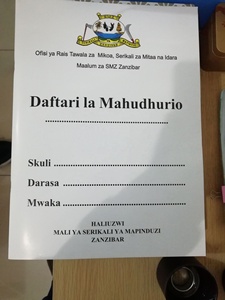 Ofisi ya Rais Tawala za Mikoa, Serikali za Mitaa na Idara
Maalum za SMZ Zanzibar
Daftari la Mahudhurio
........................................
Skuli ........................................
Darasa ......................................
Mwaka ......................................
HALIUZWI
MALI YA SERIKALI YA MAPINDUZI
ZANZIBAR